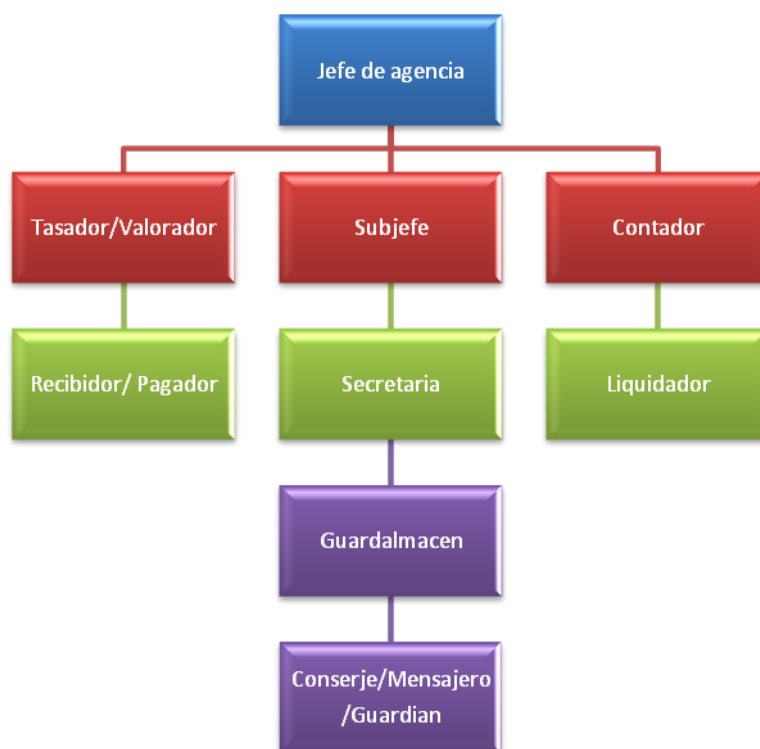 Jefe de agencia
Tasador/Valorador
Subjefe
Contador
Recibidor/ Pagador
Secretaria
Liquidador
Guardalmacen
Conserje/Mensajero
/Guardian